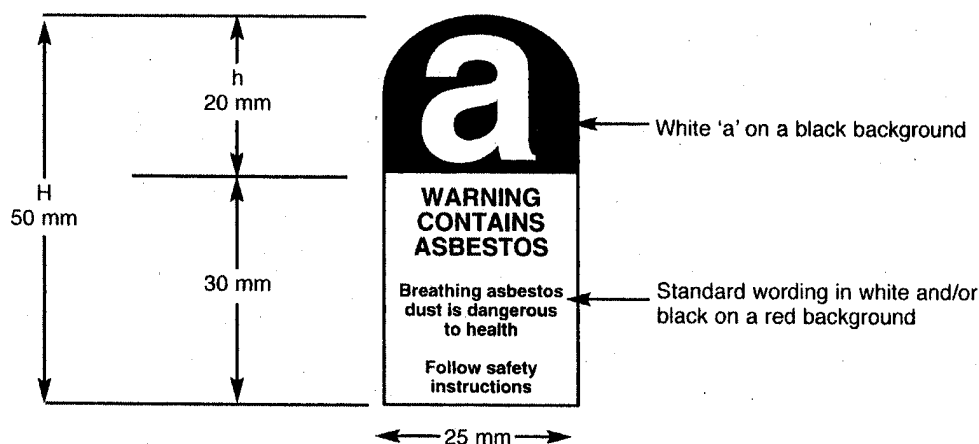 h
20 mm
H
50 mm
30 mm
a
WARNING
CONTAINS
ASBESTOS
Breathing asbestos
dust is dangerous
to health
Follow safety
instructions
25 mm
White ‘a’ on a black background
Standard wording in white and/or
black on a red background